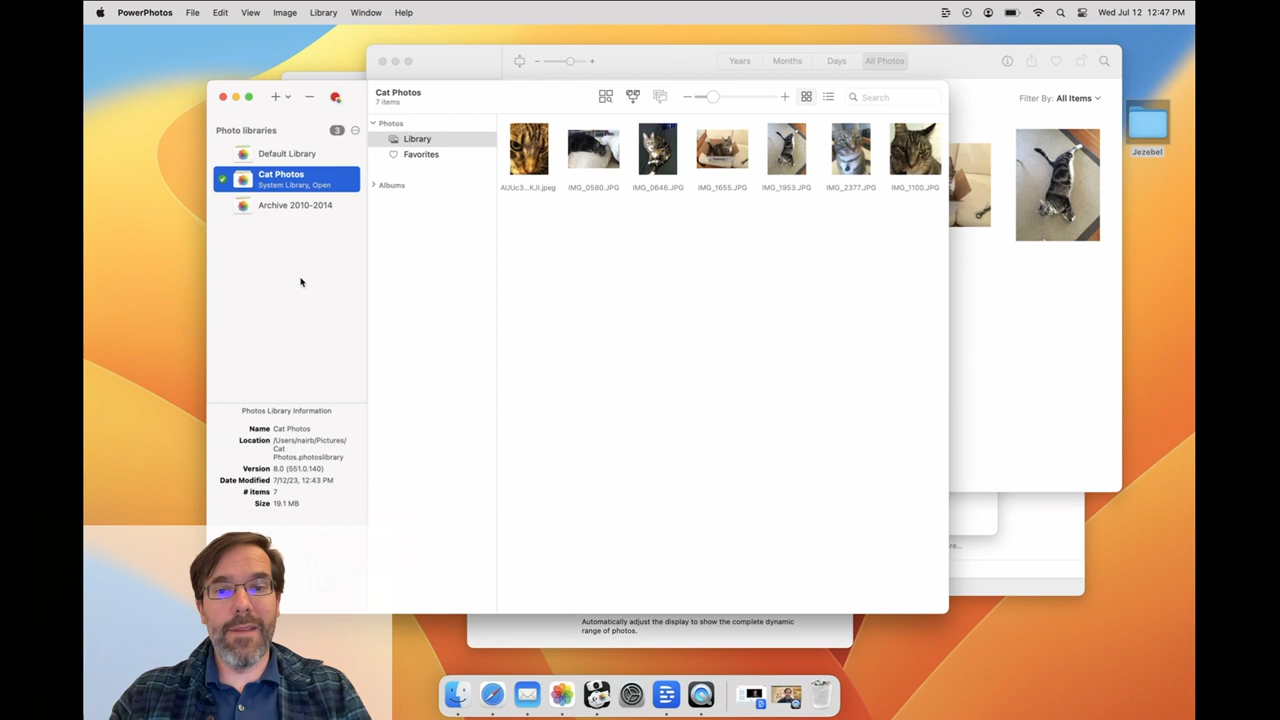 PowerPhotos File Edit View Image Library Window Help Wed Jul 12 12:47 PM
Years Months Days All Photos
Cat Photos
7 items
Search
Filter By: All Items
Photo libraries 3
Default Library
Cat Photos
System Library, Open
Archive 2010-2014
Photos
Library
Favorites
Albums
AUUc3...KJI.jpeg IMG_0580.JPG IMG_0646.JPG IMG_1655.JPG IMG_1953.JPG IMG_2377.JPG IMG_1100.JPG
Jezebel
Photos Library Information
Name Cat Photos
Location /Users/nairb/Pictures/
Cat
Photos.photoslibrary
Version 8.0 (551.0.140)
Date Modified 7/12/23, 12:43 PM
# items 7
Size 19.1 MB
Automatically adjust the display to show the complete dynamic
range of photos.